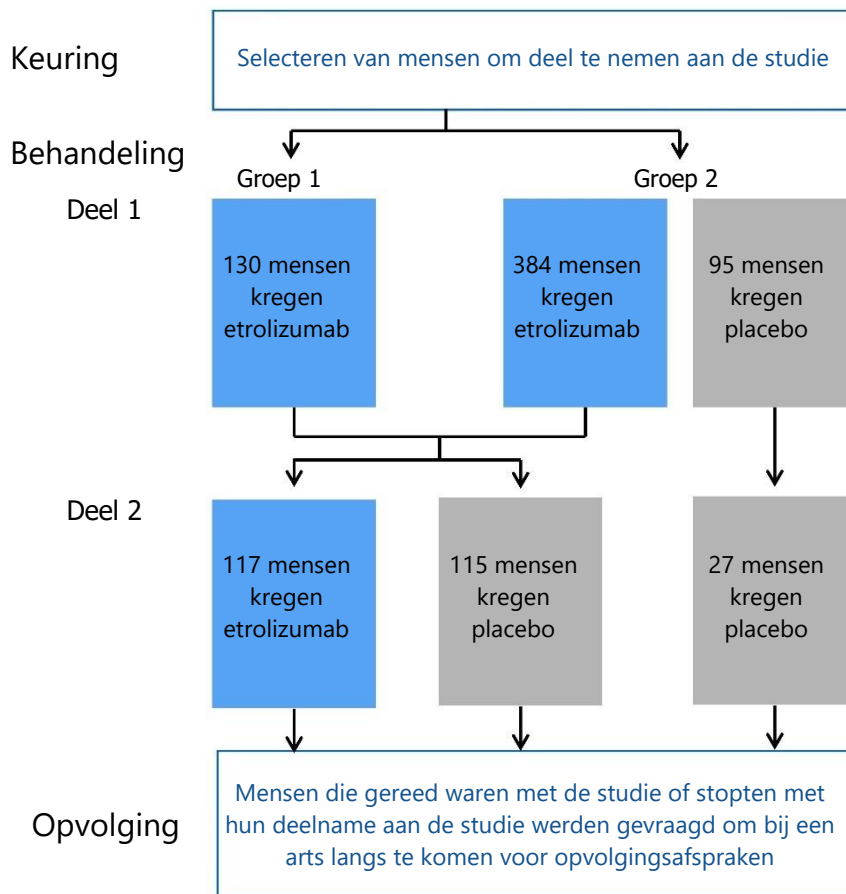 Keuring
Selecteren van mensen om deel te nemen aan de studie
Behandeling
Groep 1
Groep 2
Deel 1
130 mensen
kregen
etrolizumab
384 mensen
kregen
etrolizumab
95 mensen
kregen
placebo
Deel 2
117 mensen
kregen
etrolizumab
115 mensen
kregen
placebo
27 mensen
kregen
placebo
Opvolging
Mensen die gereed waren met de studie of stopten met
hun deelname aan de studie werden gevraagd om bij een
arts langs te komen voor opvolgingsafspraken